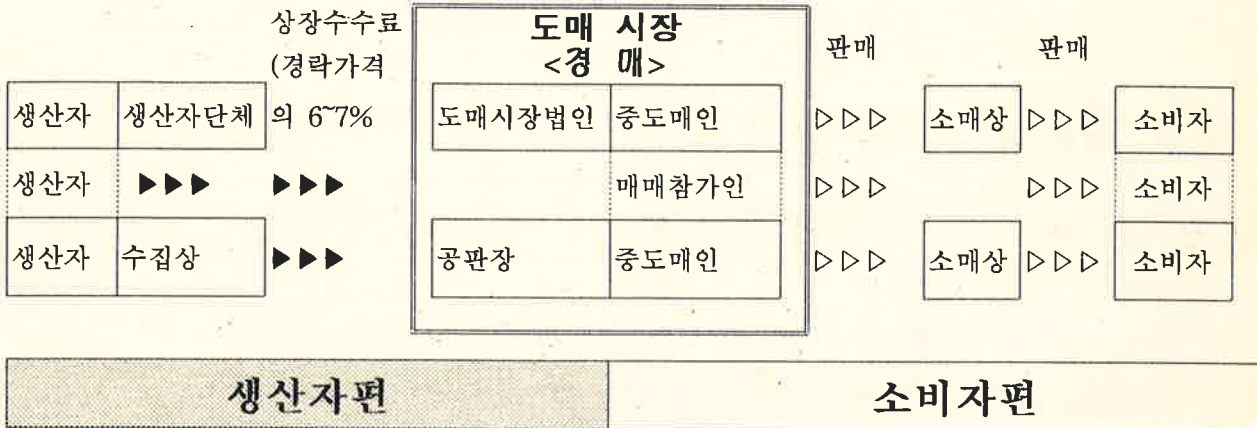 상장수수료
(경락가격
도매 시장
<경 매>
판매 판매
생산자 생산자단체 의 6~7% 도매시장법인 중도매인 ▷▷▷ 소매상 ▷▷▷ 소비자
생산자 ▶▶▶ ▶▶▶ 매매참가인 ▷▷▷ ▷▷▷ 소비자
생산자 수집상 ▶▶▶ 공판장 중도매인 ▷▷▷ 소매상 ▷▷▷ 소비자
생산자편 소비자편